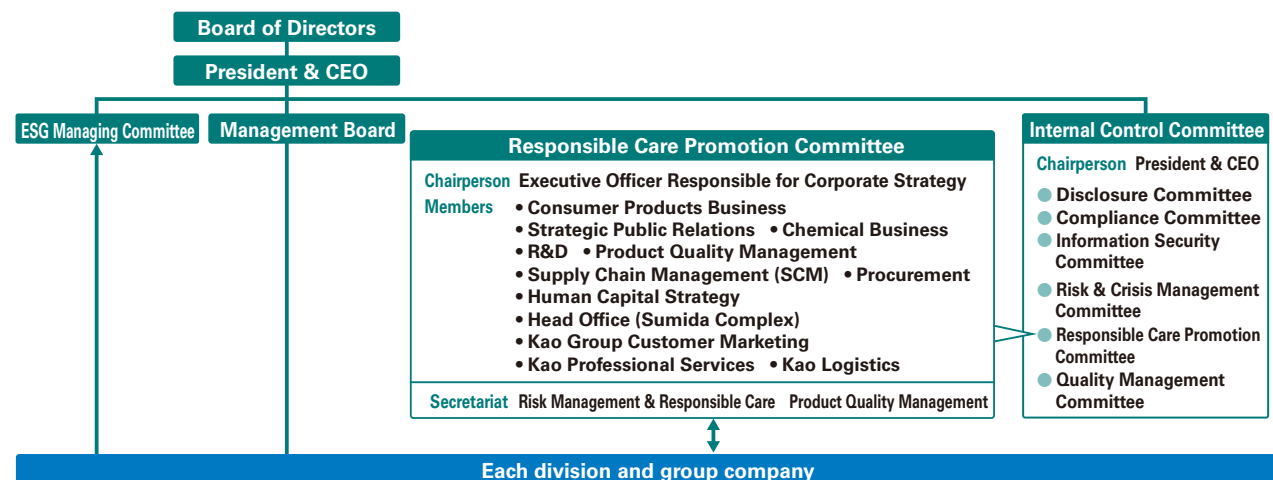 Board of Directors
President & CEO
ESG Managing Committee
Management Board
Responsible Care Promotion Committee
Chairperson Executive Officer Responsible for Corporate Strategy
Members • Consumer Products Business
• Strategic Public Relations • Chemical Business
• R&D • Product Quality Management
• Supply Chain Management (SCM) • Procurement
• Human Capital Strategy
• Head Office (Sumida Complex)
• Kao Group Customer Marketing
• Kao Professional Services • Kao Logistics
Secretariat Risk Management & Responsible Care Product Quality Management
Internal Control Committee
Chairperson President & CEO
● Disclosure Committee
● Compliance Committee
● Information Security
Committee
● Risk & Crisis Management
Committee
● Responsible Care Promotion
Committee
● Quality Management
Committee
Each division and group company